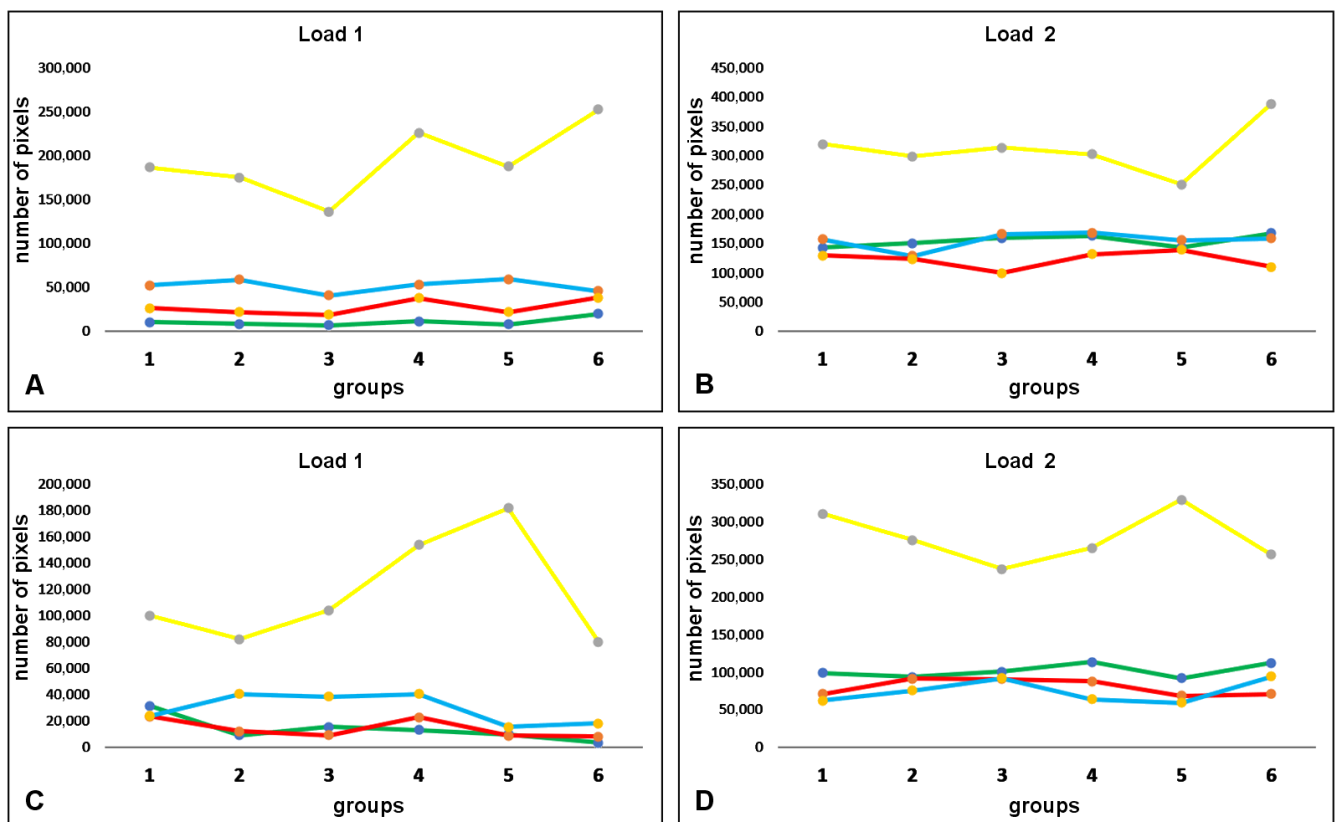 Load 1
number of pixels
300,000
250,000
200,000
150,000
100,000
50,000
0
1 2 3 4 5 6
groups
A
Load 2
number of pixels
450,000
400,000
350,000
300,000
250,000
200,000
150,000
100,000
50,000
0
1 2 3 4 5 6
groups
B
Load 1
number of pixels
200,000
180,000
160,000
140,000
120,000
100,000
80,000
60,000
40,000
20,000
0
1 2 3 4 5 6
groups
C
Load 2
number of pixels
350,000
300,000
250,000
200,000
150,000
100,000
50,000
0
1 2 3 4 5 6
groups
D